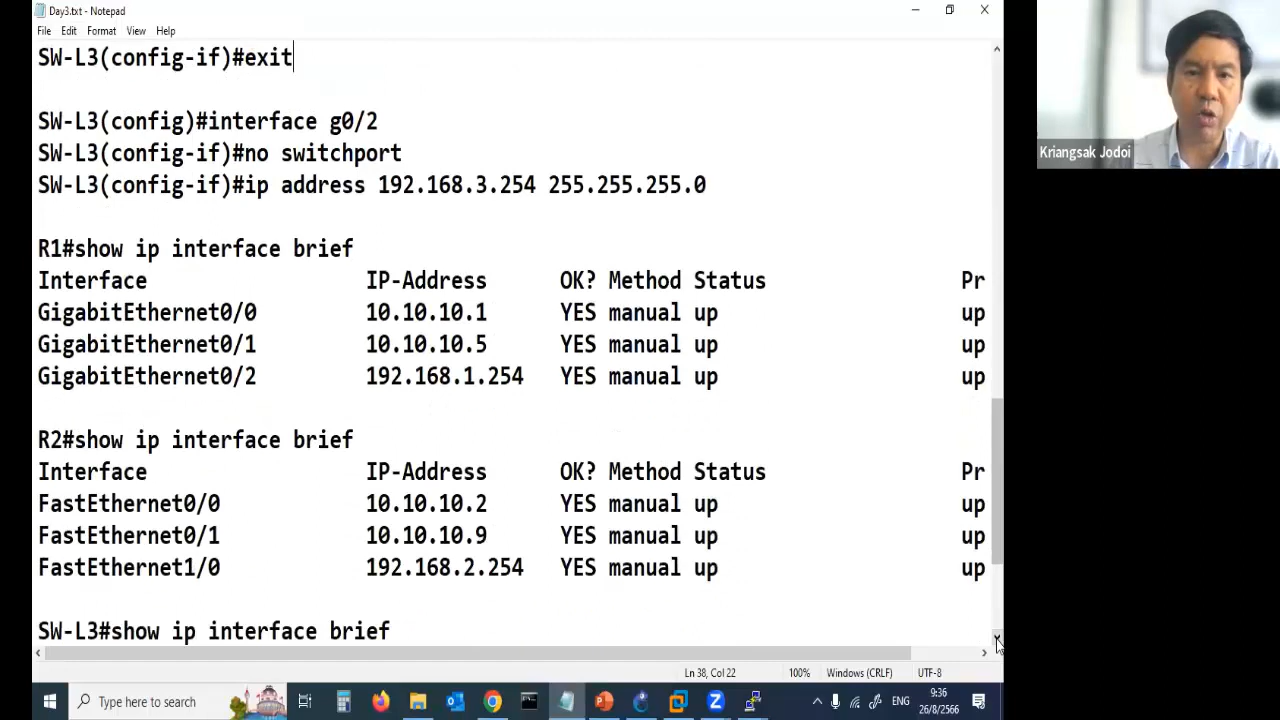 Day3.txt - Notepad
File Edit Format View Help
SW-L3(config-if)#exit
SW-L3(config)#interface g0/2
SW-L3(config-if)#no switchport
SW-L3(config-if)#ip address 192.168.3.254 255.255.255.0
R1#show ip interface brief
Interface IP-Address OK? Method Status Pr
GigabitEthernet0/0 10.10.10.1 YES manual up up
GigabitEthernet0/1 10.10.10.5 YES manual up up
GigabitEthernet0/2 192.168.1.254 YES manual up up
R2#show ip interface brief
Interface IP-Address OK? Method Status Pr
FastEthernet0/0 10.10.10.2 YES manual up up
FastEthernet0/1 10.10.10.9 YES manual up up
FastEthernet1/0 192.168.2.254 YES manual up up
SW-L3#show ip interface brief
Ln 38, Col 22 100% Windows (CRLF) UTF-8
Type here to search
ENG
9:36
26/8/2566
Kriangsak Jodoi